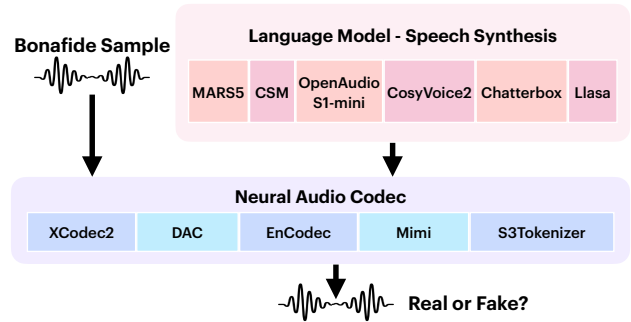 Bonafide Sample
Language Model - Speech Synthesis
MARS5
CSM
OpenAudio
S1-mini
CosyVoice2
Chatterbox
Llasa
Neural Audio Codec
XCodec2
DAC
EnCodec
Mimi
S3Tokenizer
Real or Fake?